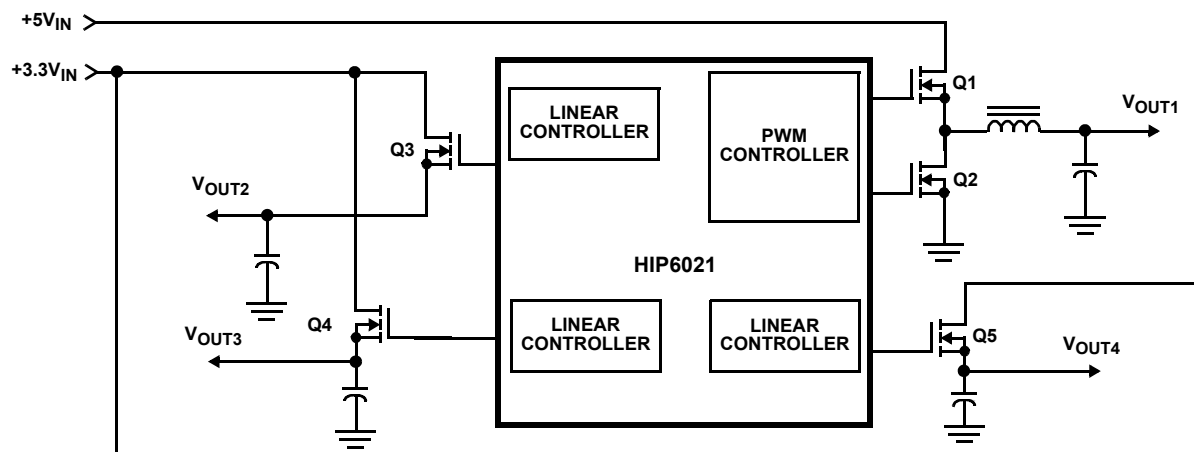 +5VIN
+3.3VIN
LINEAR
CONTROLLER
PWM
CONTROLLER
Q1
VOUT1
Q3
Q2
VOUT2
HIP6021
Q4
VOUT3
LINEAR
CONTROLLER
LINEAR
CONTROLLER
Q5
VOUT4